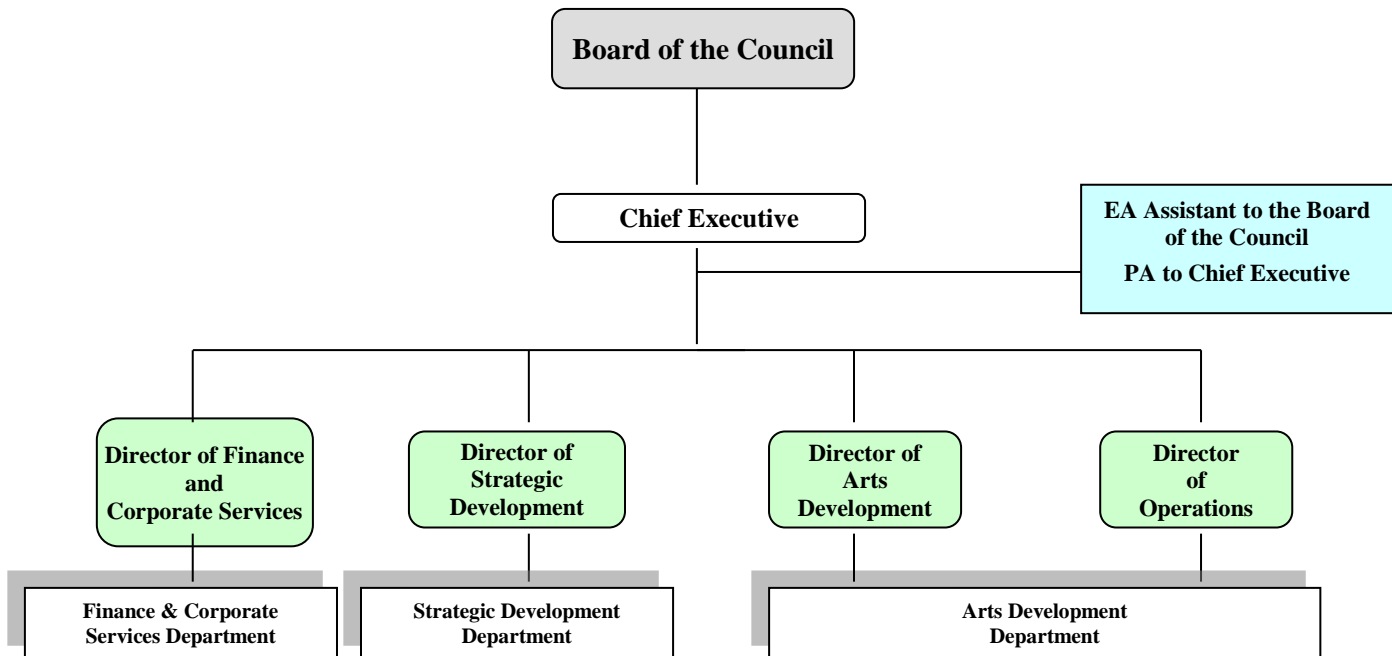 Board of the Council
Chief Executive
EA Assistant to the Board
of the Council
PA to Chief Executive
Director of Finance
and
Corporate Services
Director of
Strategic
Development
Director of
Arts
Development
Director
of
Operations
Finance & Corporate
Services Department
Strategic Development
Department
Arts Development
Department